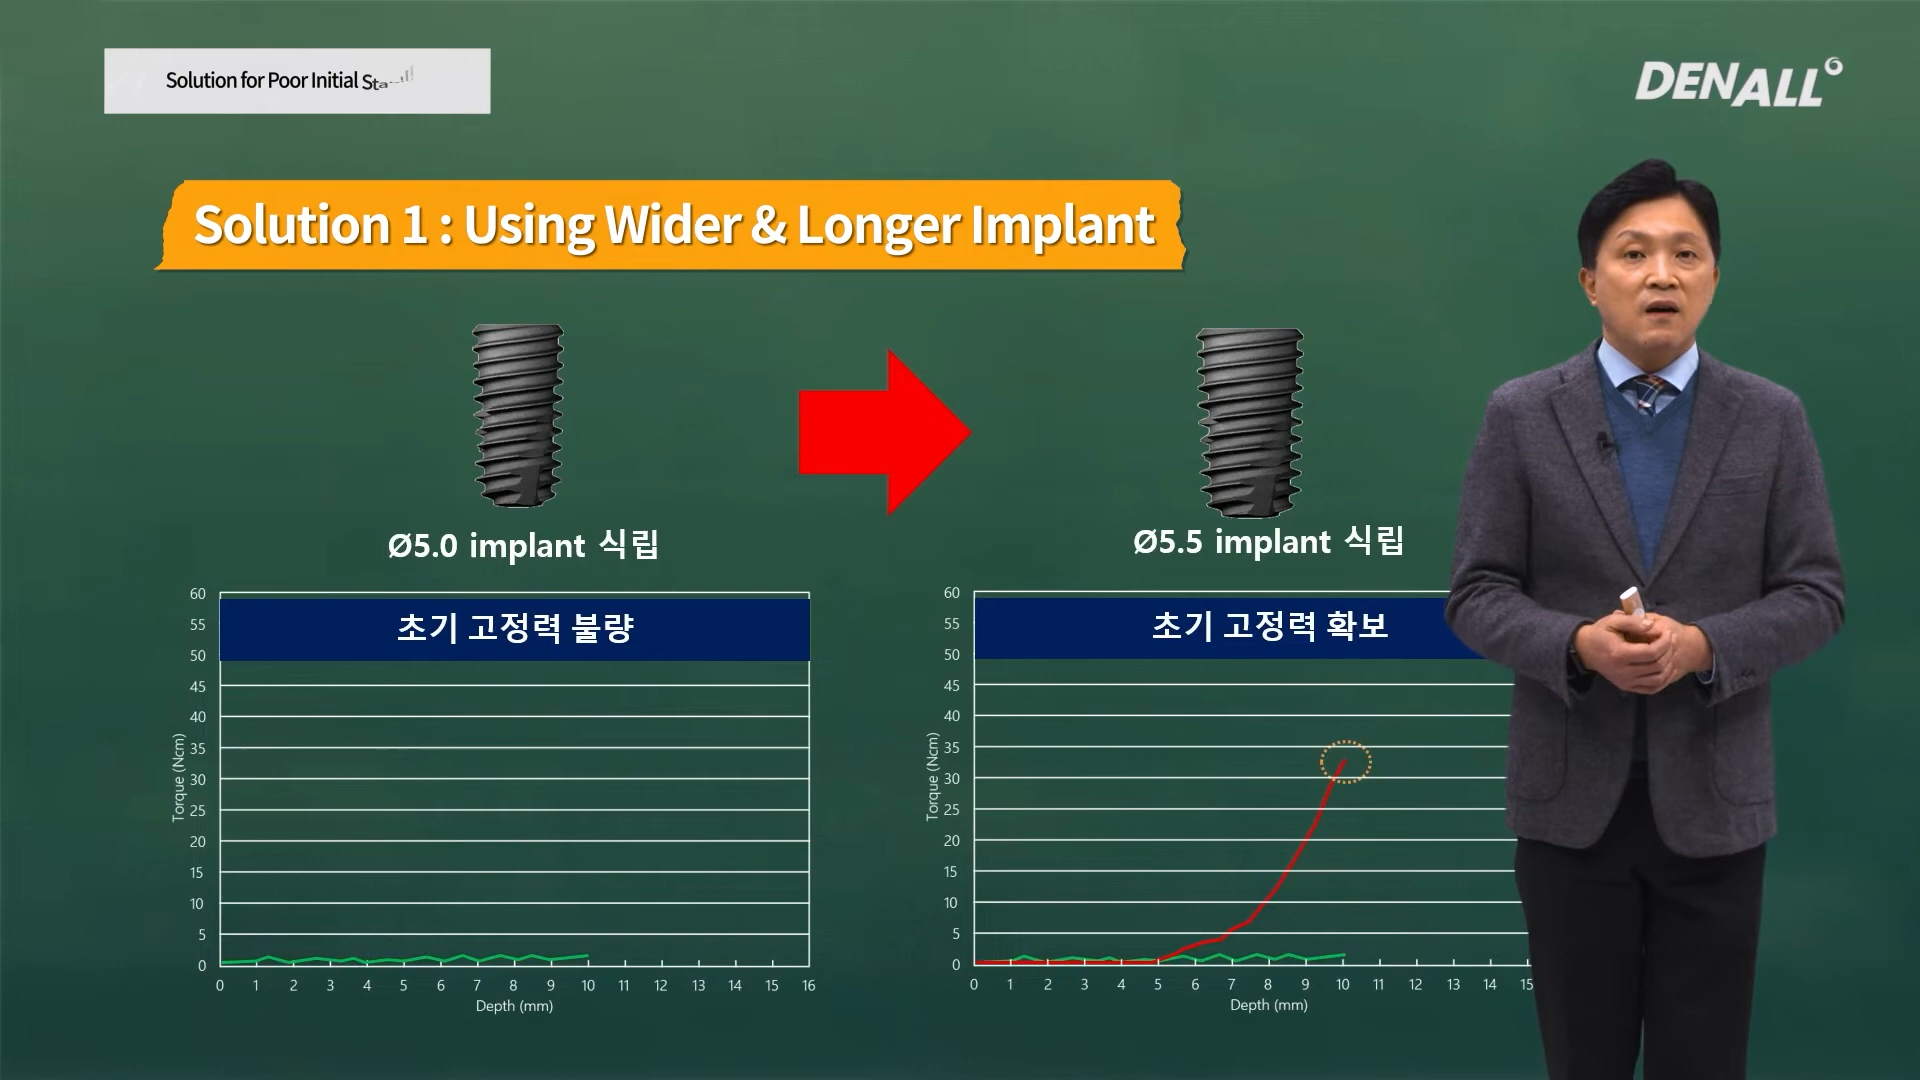 Solution for Poor Initial
DENALL
Solution 1 : Using Wider & Longer Implant
Ø5.0 implant 식립
Ø5.5 implant 식립
60
초기 고정력 불량
55
50
45
40
35
30
25
20
15
10
5
0
Torque (Ncm)
0 1 2 3 4 5 6 7 8 9 10 11 12 13 14 15 16
Depth (mm)
60
초기 고정력 확보
55
50
45
40
35
30
25
20
15
10
5
0
Torque (Ncm)
0 1 2 3 4 5 6 7 8 9 10 11 12 13 14 15
Depth (mm)